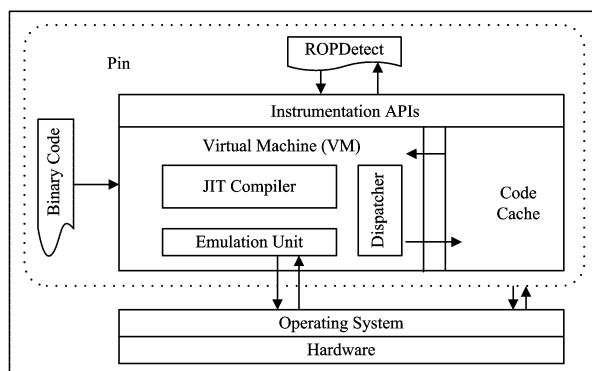 ROPDetect
Pin
Instrumentation APIs
Binary Code
Virtual Machine (VM)
JIT Compiler
Dispatcher
Code
Cache
Emulation Unit
Operating System
Hardware